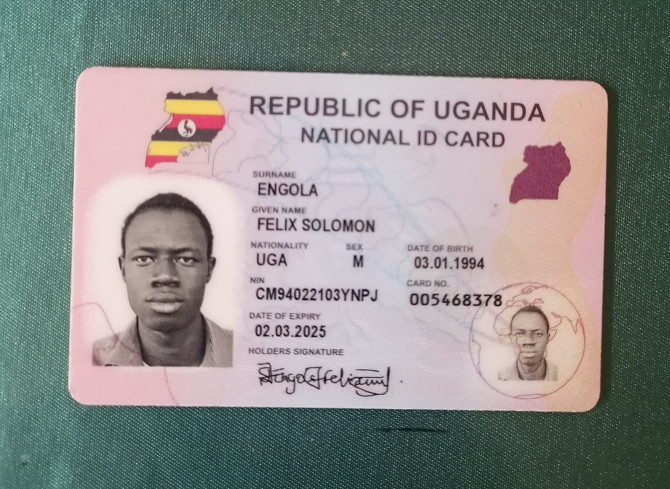 REPUBLIC OF UGANDA
NATIONAL ID CARD
SURNAME
ENGOLA
GIVEN NAME
FELIX SOLOMON
NATIONALITY SEX DATE OF BIRTH
UGA M 03.01.1994
NIN CARD NO.
CM94022103YNPJ 005468378
DATE OF EXPIRY
02.03.2025
HOLDERS SIGNATURE